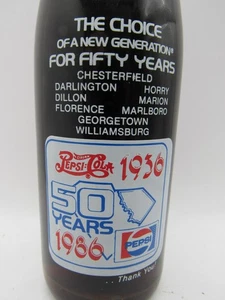 THE CHOICE
OF A NEW GENERATION®
FOR FIFTY YEARS
CHESTERFIELD
DARLINGTON HORRY
DILLON MARION
FLORENCE MARLBORO
GEORGETOWN
WILLIAMSBURG
PEPSI-COLA 1936
50
YEARS
1986 PEPSI
...Thank You